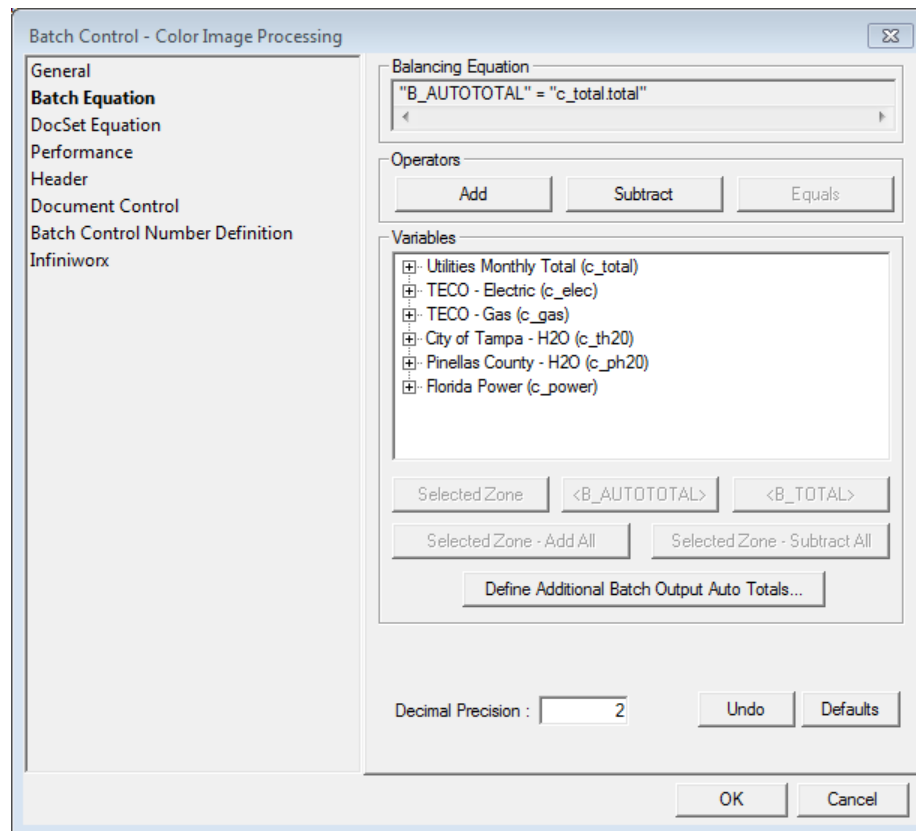 Batch Control - Color Image Processing
General
Batch Equation
DocSet Equation
Performance
Header
Document Control
Batch Control Number Definition
Infiniworx
Balancing Equation
"B_AUTOTOTAL" = "c_total.total"
Operators
Add Subtract Equals
Variables
Utilities Monthly Total (c_total)
TECO - Electric (c_elec)
TECO - Gas (c_gas)
City of Tampa - H2O (c_th20)
Pinellas County - H2O (c_ph20)
Florida Power (c_power)
Selected Zone <B_AUTOTOTAL> <B_TOTAL>
Selected Zone - Add All Selected Zone - Subtract All
Define Additional Batch Output Auto Totals...
Decimal Precision : 2 Undo Defaults
OK Cancel